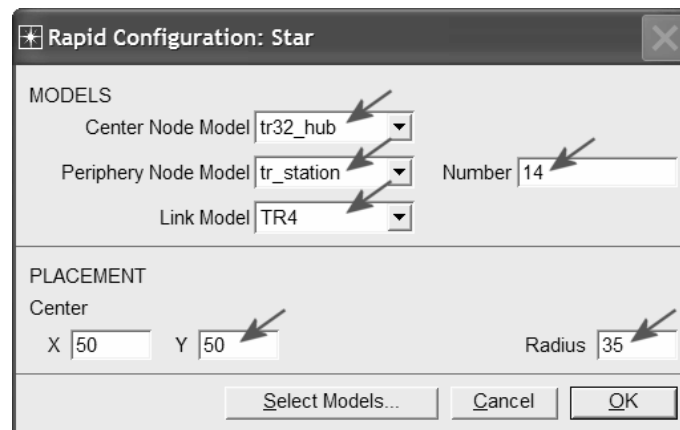 Rapid Configuration: Star
MODELS
Center Node Model tr32_hub
Periphery Node Model tr_station Number 14
Link Model TR4
PLACEMENT
Center
X 50 Y 50 Radius 35
Select Models... Cancel OK